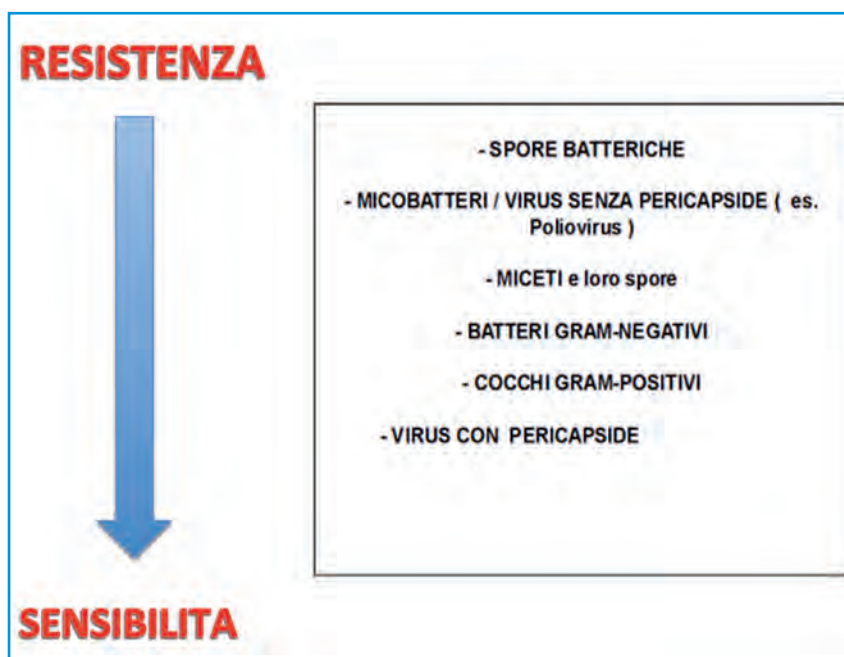 RESISTENZA
- SPORE BATTERICHE
- MICOBATTERI / VIRUS SENZA PERICAPSIDE ( es.
Poliovirus )
- MICETI e loro spore
- BATTERI GRAM-NEGATIVI
- COCCHI GRAM-POSITIVI
- VIRUS CON PERICAPSIDE
SENSIBILITA